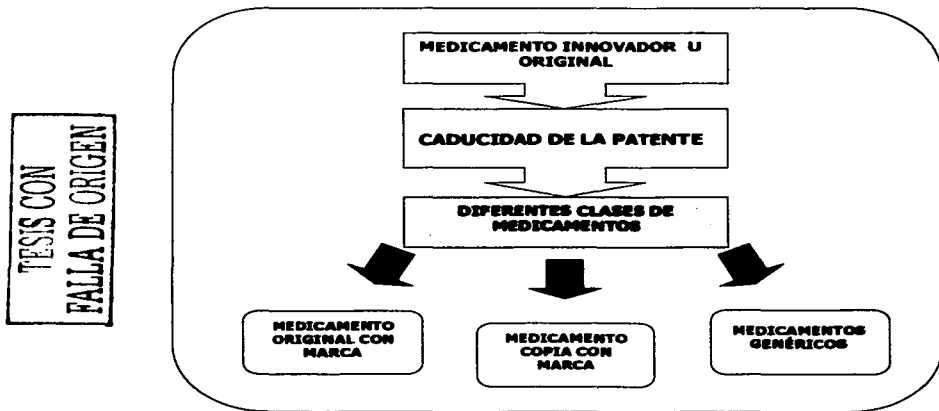 TESIS CON
FALLA DE ORIGEN
MEDICAMENTO INNOVADOR U
ORIGINAL
CADUCIDAD DE LA PATENTE
DIFERENTES CLASES DE
MEDICAMENTOS
MEDICAMENTO
ORIGINAL CON
MARCA
MEDICAMENTO
COPIA CON
MARCA
MEDICAMENTOS
GENÉRICOS